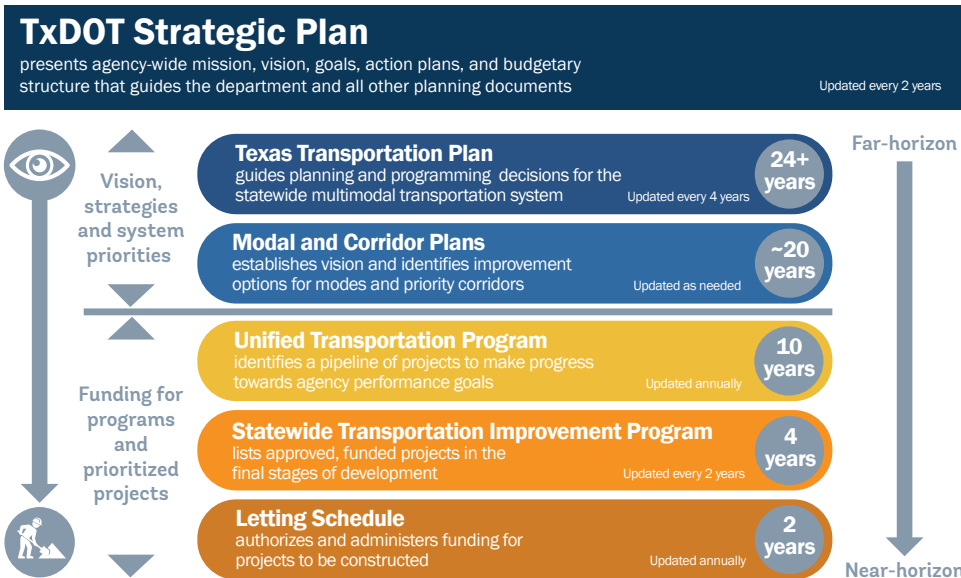 TxDOT Strategic Plan
presents agency-wide mission, vision, goals, action plans, and budgetary
structure that guides the department and all other planning documents
Updated every 2 years
Far-horizon
Vision,
strategies
and system
priorities
Texas Transportation Plan
guides planning and programming decisions for the
statewide multimodal transportation system
Updated every 4 years
24+
years
Modal and Corridor Plans
establishes vision and identifies improvement
options for modes and priority corridors
Updated as needed
~20
years
Funding for
programs
and
prioritized
projects
Unified Transportation Program
identifies a pipeline of projects to make progress
towards agency performance goals
Updated annually
10
years
Statewide Transportation Improvement Program
lists approved, funded projects in the
final stages of development
Updated every 2 years
4
years
Letting Schedule
authorizes and administers funding for
projects to be constructed
Updated annually
2
years
Near-horizon